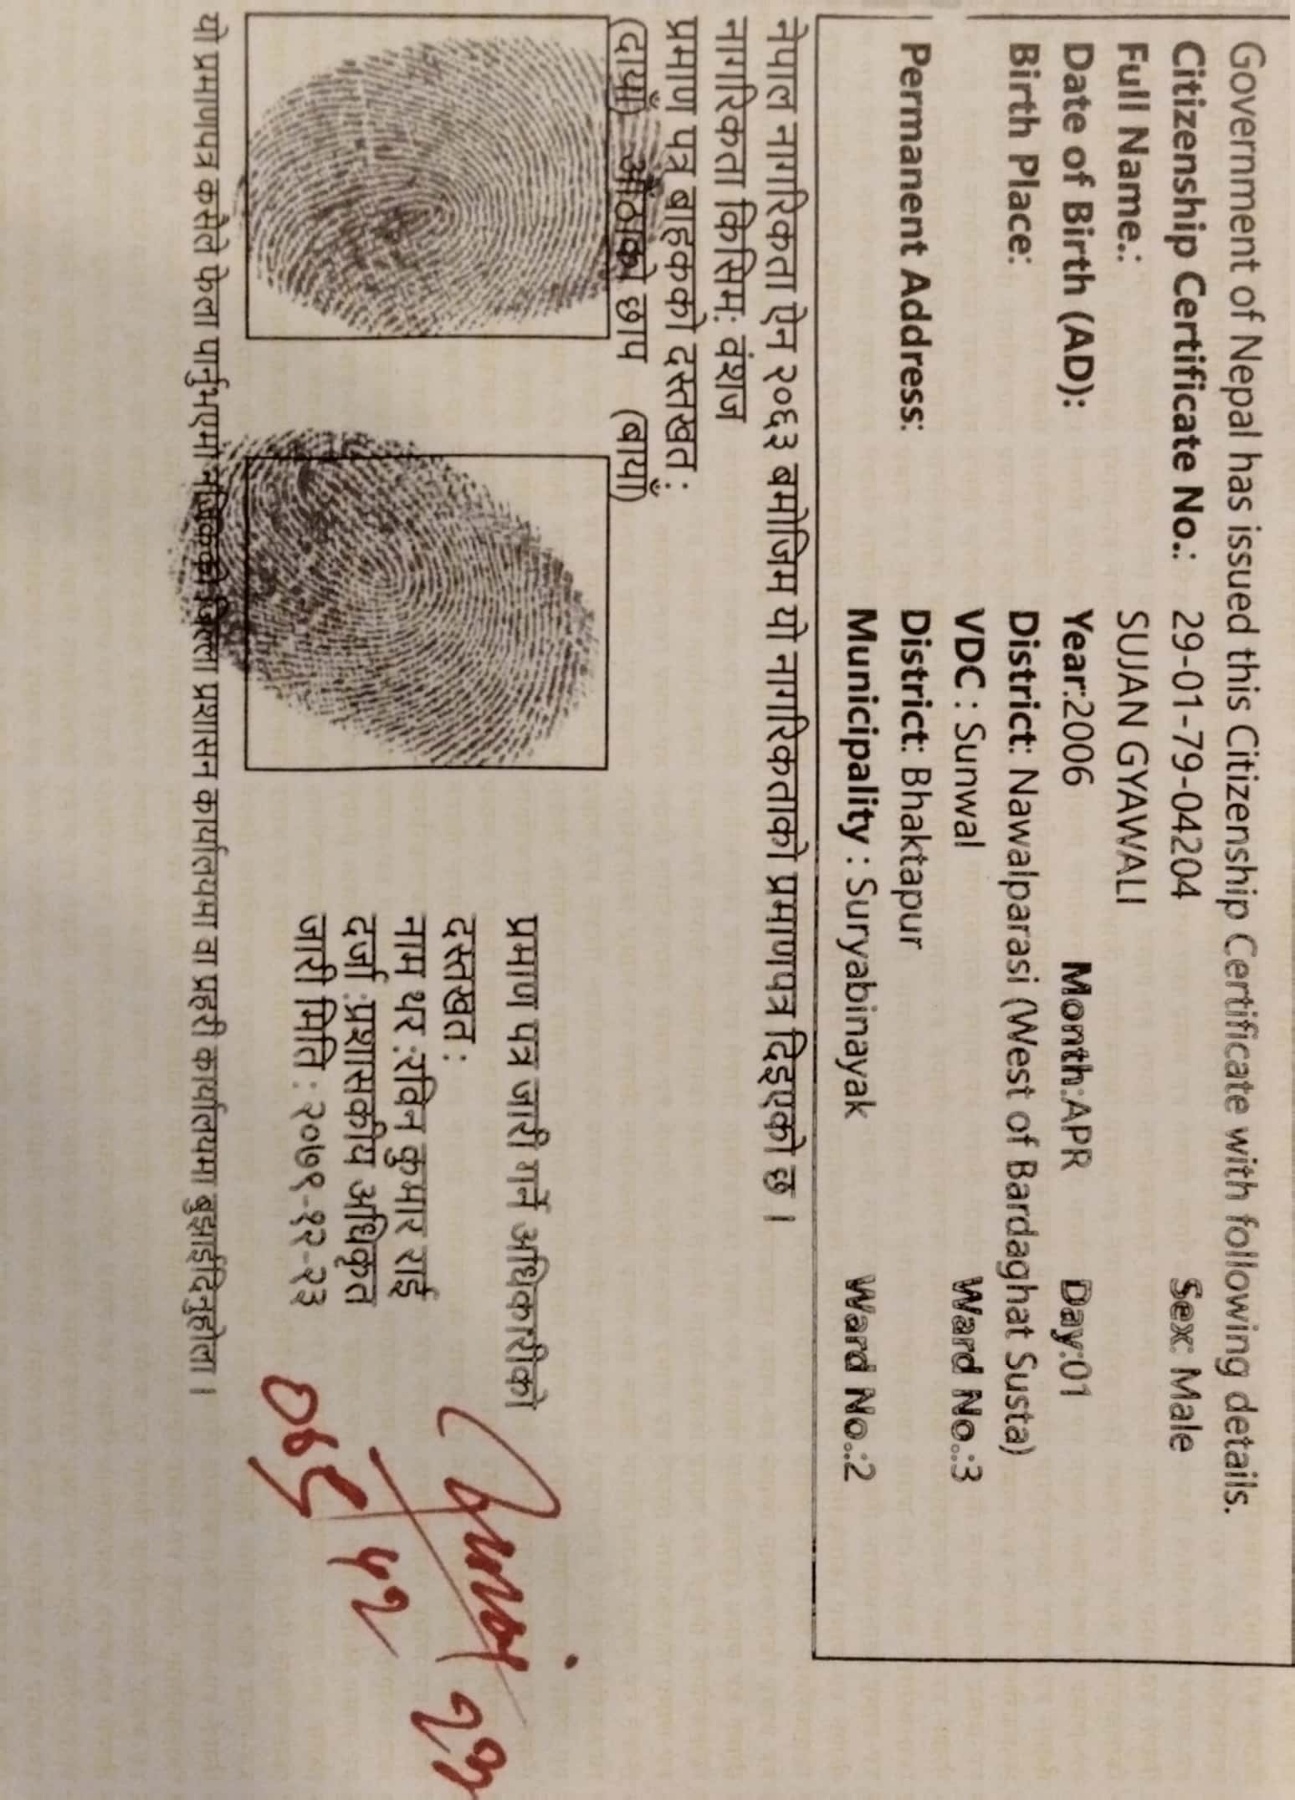 Government of Nepal has issued this Citizenship Certificate with following details.
Citizenship Certificate No.: 29-01-79-04204 Sex: Male
Full Name.: SUJAN GYAWALI
Date of Birth (AD): Year:2006 Month:APR Day:01
Birth Place: District: Nawalparasi (West of Bardaghat Susta)
VDC : Sunwal Ward No.:3
Permanent Address: District: Bhaktapur
Municipality : Suryabinayak Ward No.:2
नेपाल नागरिकता ऐन २०६३ बमोजिम यो नागरिकताको प्रमाणपत्र दिइएको छ ।
नागरिकता किसिम: वंशज
प्रमाण पत्र बाहकको दस्तखत :
(दायाँ) औंठाको छाप (बायाँ)
प्रमाण पत्र जारी गर्ने अधिकारीको
दस्तखत :
नाम थर :रविन कुमार राई
दर्जा :प्रशासकीय अधिकृत
जारी मिति : २०७९-१२-२३
यो प्रमाणपत्र कसैले फेला पार्नुभएमा नजिकको जिल्ला प्रशासन कार्यालयमा वा प्रहरी कार्यालयमा बुझाईदिनुहोला ।